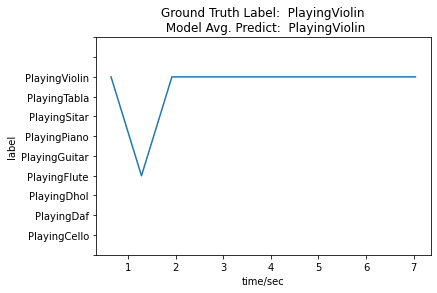 Ground Truth Label:  PlayingViolin
Model Avg. Predict:  PlayingViolin
PlayingViolin
PlayingTabla
PlayingSitar
PlayingPiano
PlayingGuitar
PlayingFlute
PlayingDhol
PlayingDaf
PlayingCello
label
1 2 3 4 5 6 7
time/sec